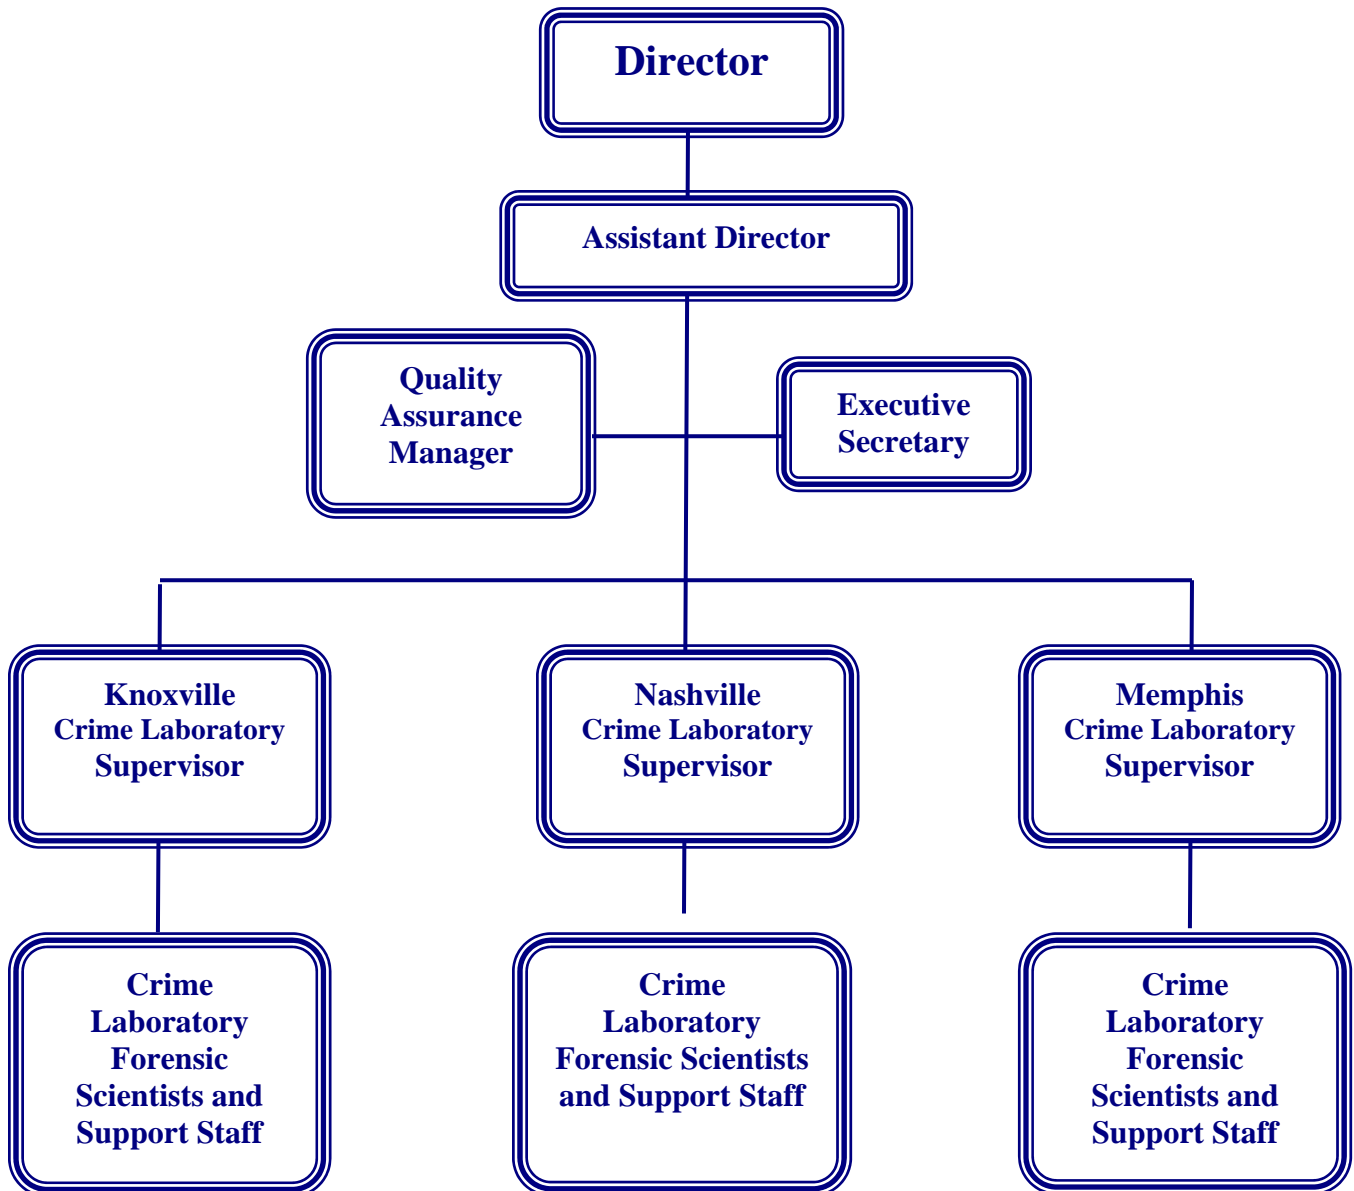 Director
Assistant Director
Quality
Assurance
Manager
Executive
Secretary
Knoxville
Crime Laboratory
Supervisor
Nashville
Crime Laboratory
Supervisor
Memphis
Crime Laboratory
Supervisor
Crime
Laboratory
Forensic
Scientists and
Support Staff
Crime
Laboratory
Forensic Scientists
and Support Staff
Crime
Laboratory
Forensic
Scientists and
Support Staff